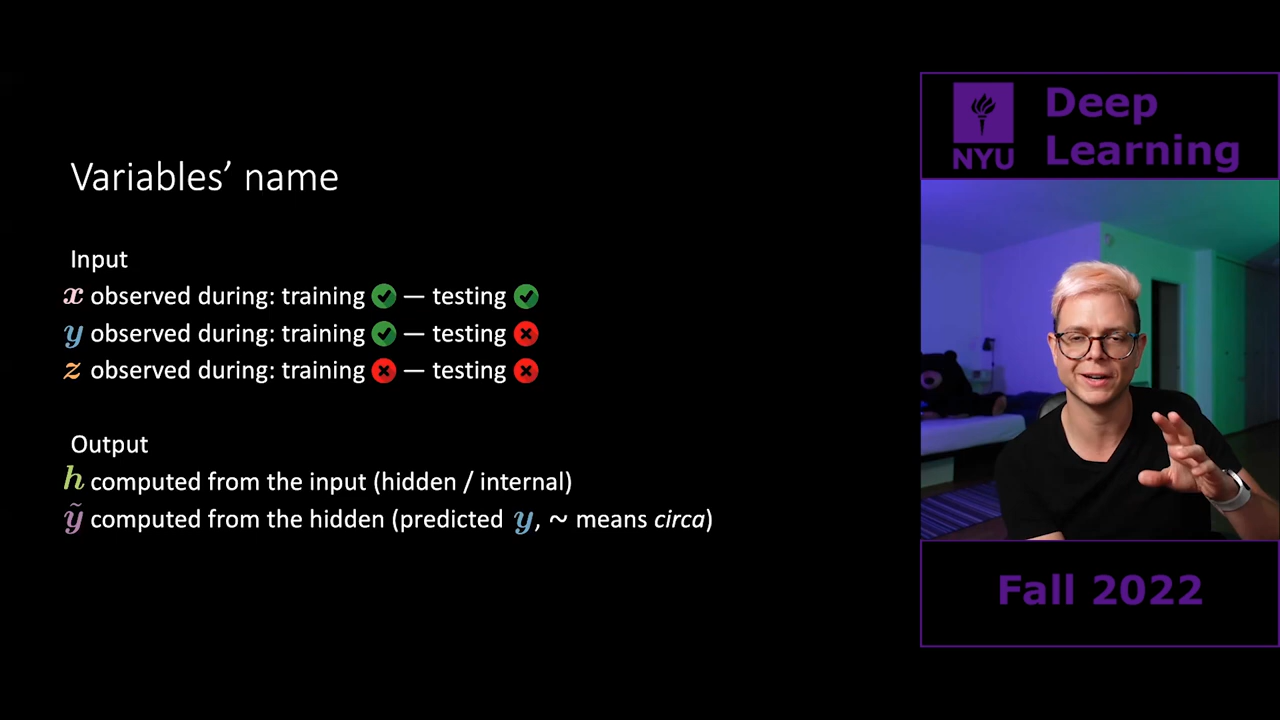 Variables’ name
Input
x observed during: training ✅ — testing ✅
y observed during: training ✅ — testing ❌
z observed during: training ❌ — testing ❌
Output
h computed from the input (hidden / internal)
ỹ computed from the hidden (predicted y, ~ means circa)
NYU
Deep
Learning
Fall 2022